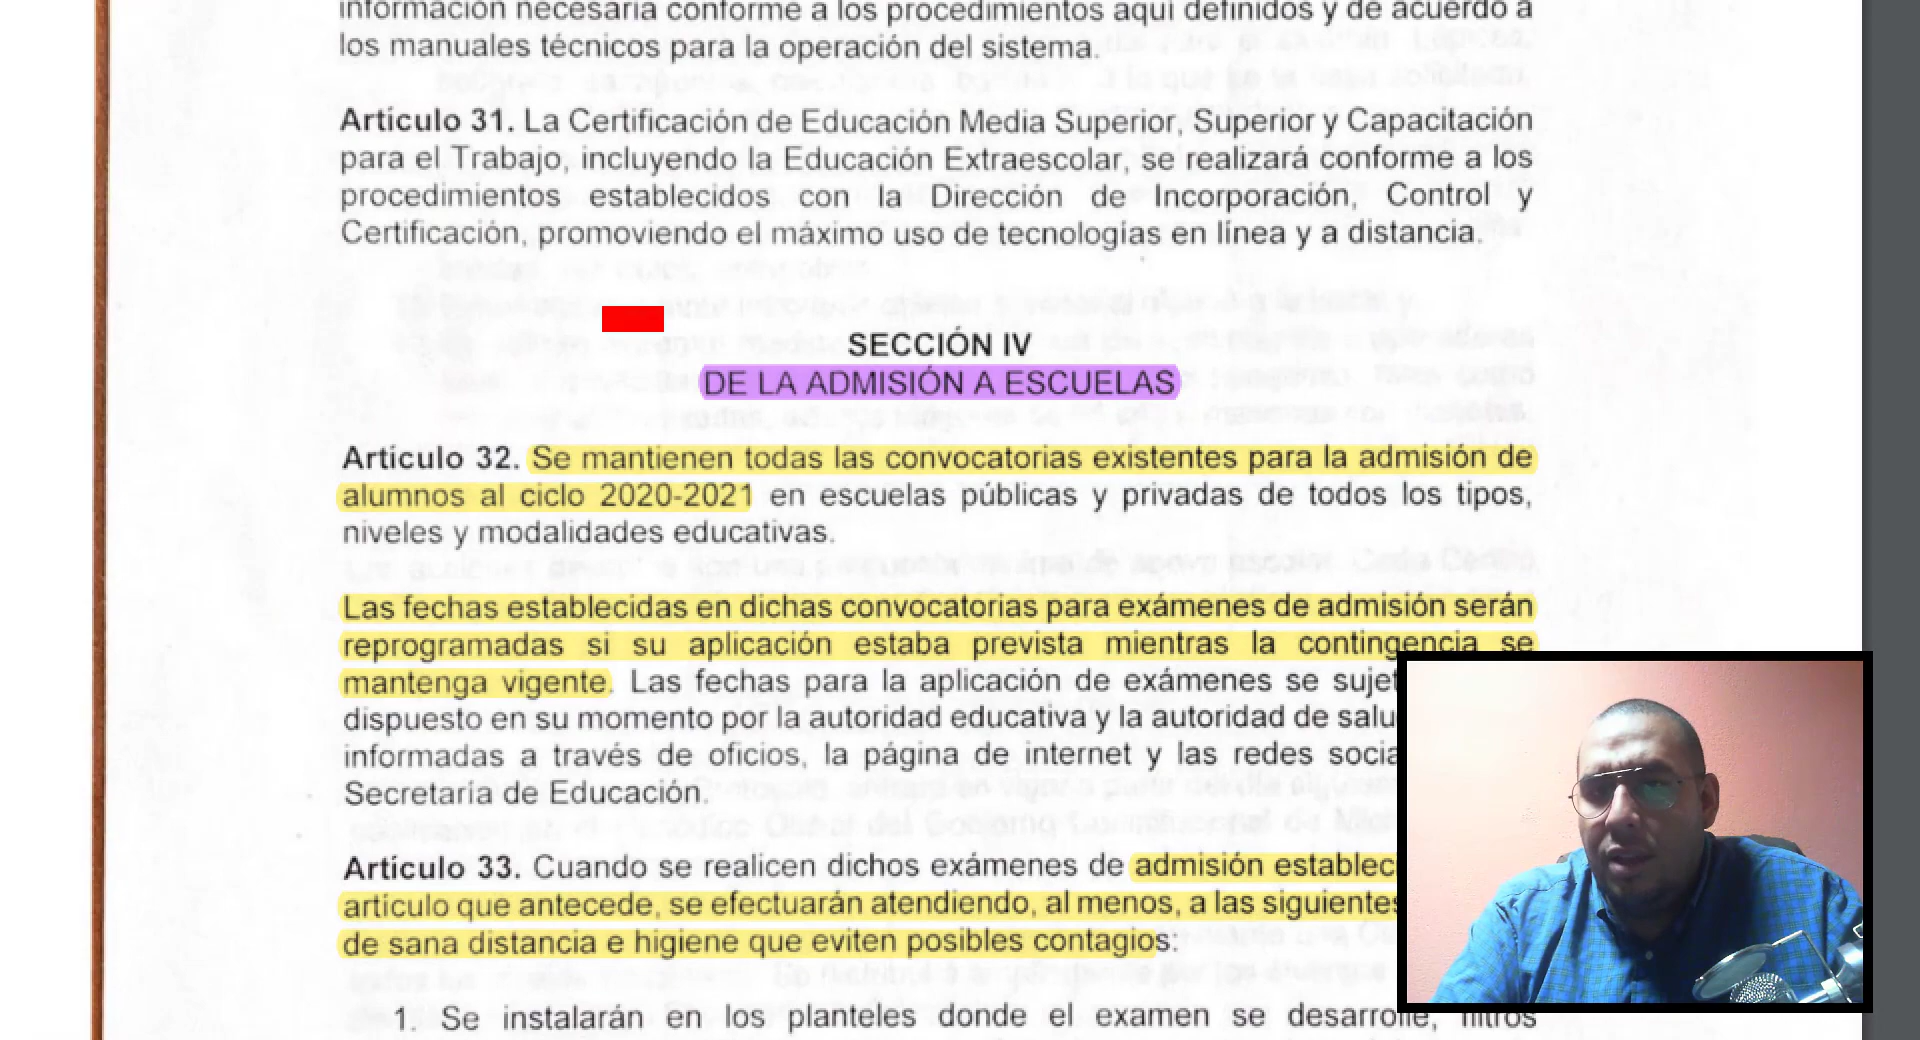 información necesaria conforme a los procedimientos aquí definidos y de acuerdo a
los manuales técnicos para la operación del sistema.
Artículo 31. La Certificación de Educación Media Superior, Superior y Capacitación
para el Trabajo, incluyendo la Educación Extraescolar, se realizará conforme a los
procedimientos establecidos con la Dirección de Incorporación, Control y
Certificación, promoviendo el máximo uso de tecnologías en línea y a distancia.
SECCIÓN IV
DE LA ADMISIÓN A ESCUELAS
Artículo 32. Se mantienen todas las convocatorias existentes para la admisión de
alumnos al ciclo 2020-2021 en escuelas públicas y privadas de todos los tipos,
niveles y modalidades educativas.
Las fechas establecidas en dichas convocatorias para exámenes de admisión serán
reprogramadas si su aplicación estaba prevista mientras la contingencia se
mantenga vigente. Las fechas para la aplicación de exámenes se
dispuesto en su momento por la autoridad educativa y la autoridad de
informadas a través de oficios, la página de internet y las redes
Secretaría de Educación.
Artículo 33. Cuando se realicen dichos exámenes de admisión
artículo que antecede, se efectuarán atendiendo, al menos, a las siguientes
de sana distancia e higiene que eviten posibles contagios:
1. Se instalarán en los planteles donde el examen se desarrolle, filtros